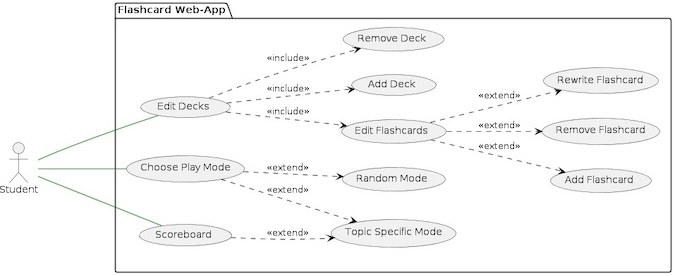 Flashcard Web-App
Remove Deck
«include»
Add Deck
«include»
Edit Decks
«include»
Edit Flashcards
Rewrite Flashcard
«extend»
Remove Flashcard
«extend»
Add Flashcard
«extend»
Student
Choose Play Mode
«extend»
Random Mode
«extend»
Topic Specific Mode
Scoreboard
«extend»